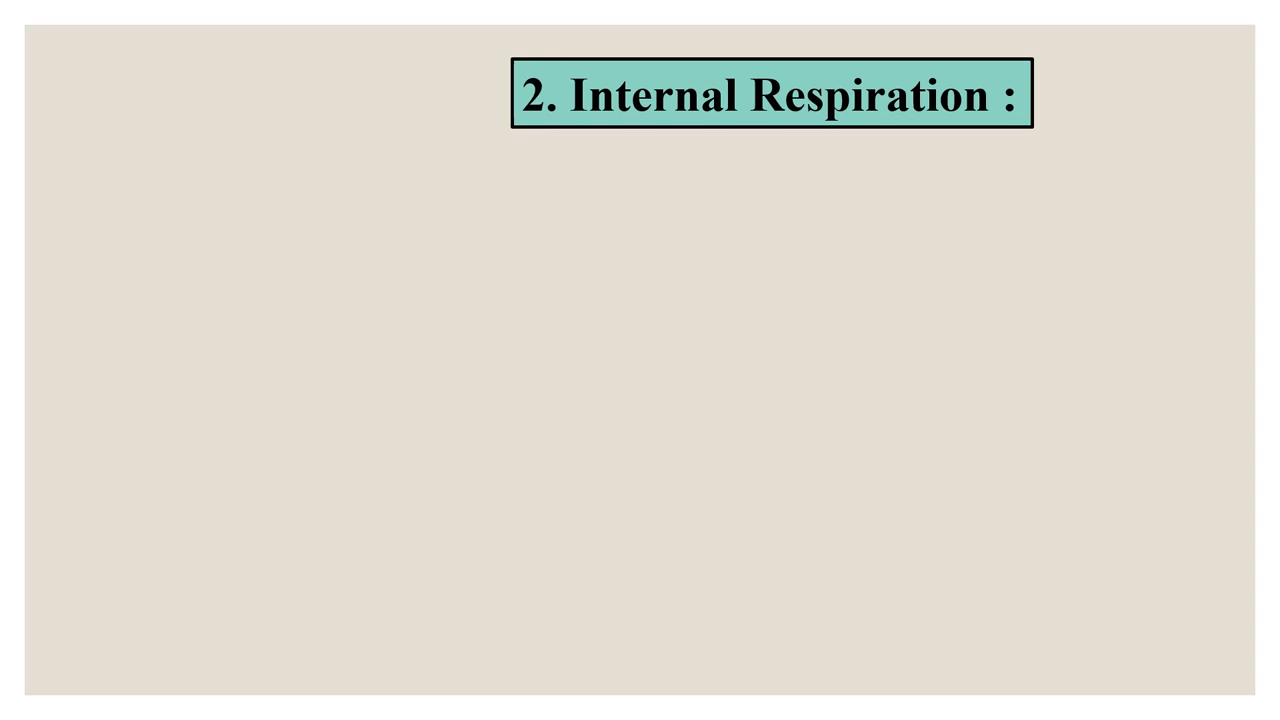 2. Internal Respiration :